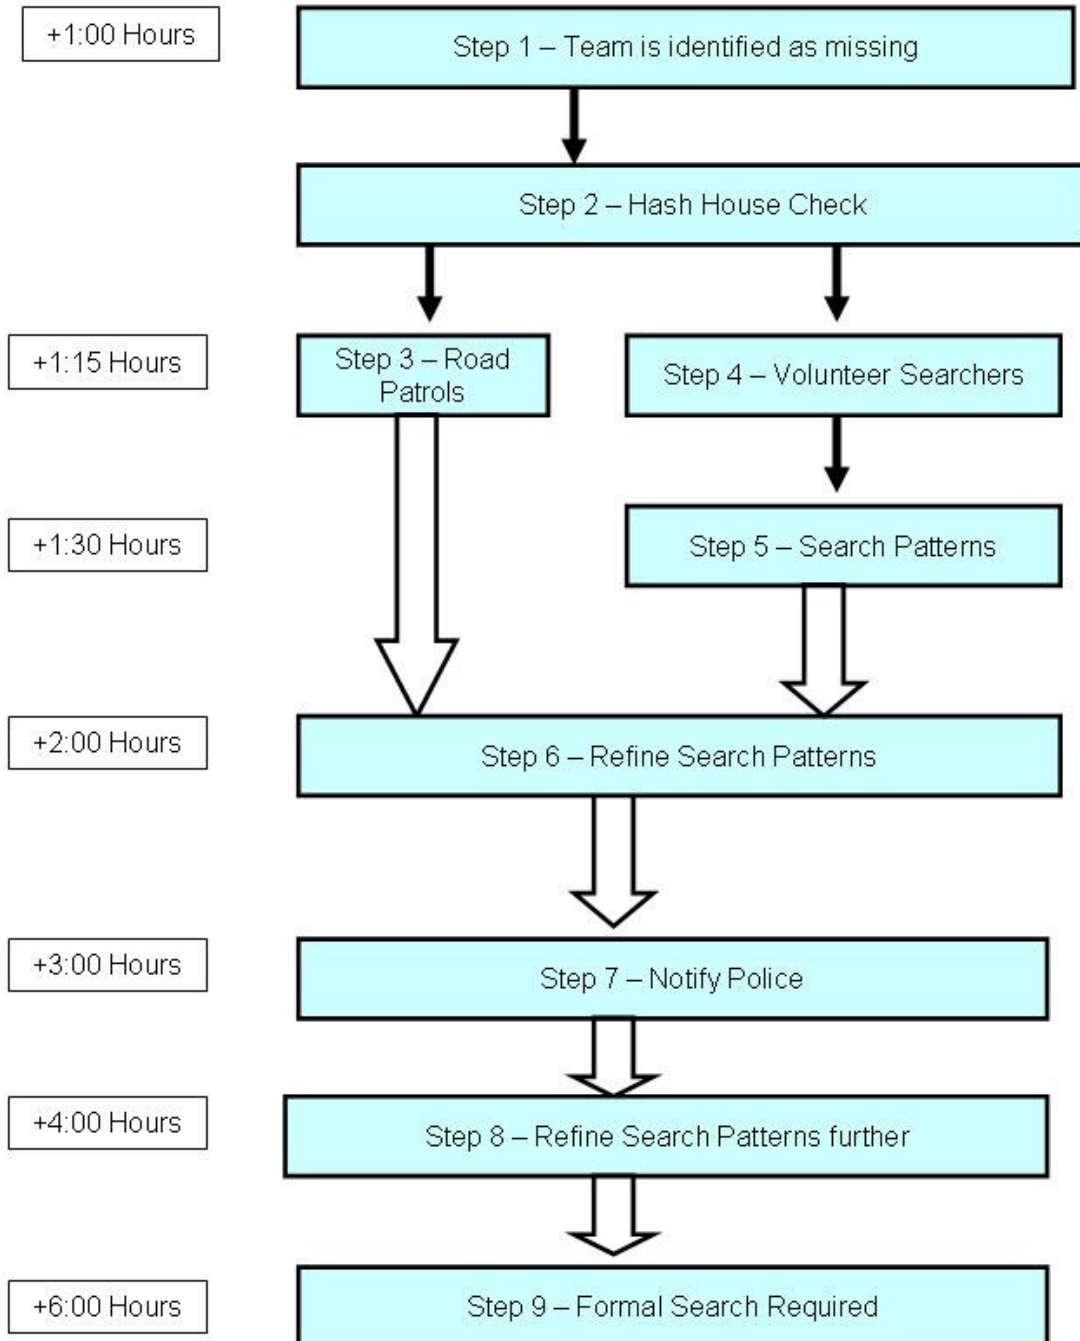 +1:00 Hours
Step 1 – Team is identified as missing
Step 2 – Hash House Check
+1:15 Hours
Step 3 – Road
Patrols
Step 4 – Volunteer Searchers
+1:30 Hours
Step 5 – Search Patterns
+2:00 Hours
Step 6 – Refine Search Patterns
+3:00 Hours
Step 7 – Notify Police
+4:00 Hours
Step 8 – Refine Search Patterns further
+6:00 Hours
Step 9 – Formal Search Required